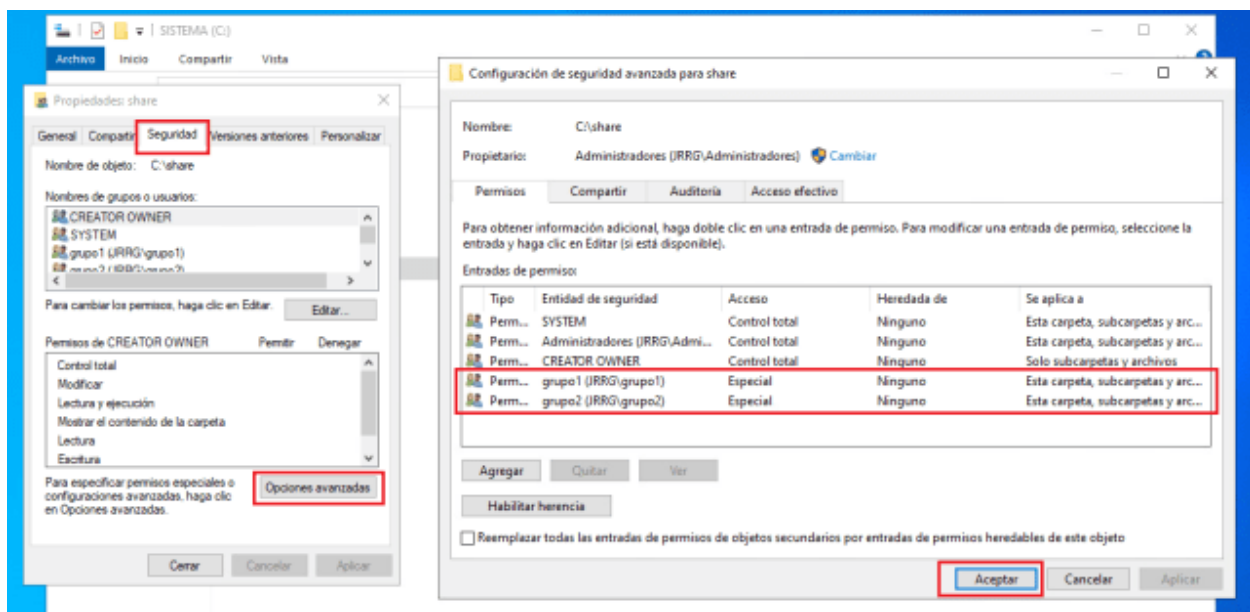 SISTEMA (C:)
Archivo Inicio Compartir Vista
Propiedades: share
General Compartir Seguridad Versiones anteriores Personalizar
Nombre de objeto: C:\share
Nombres de grupos o usuarios:
CREATOR OWNER
SYSTEM
grupo1 (JRRG\grupo1)
grupo2 (JRRG\grupo2)
Para cambiar los permisos, haga clic en Editar. Editar...
Permisos de CREATOR OWNER Permitir Denegar
Control total
Modificar
Lectura y ejecución
Mostrar el contenido de la carpeta
Lectura
Escritura
Para especificar permisos especiales o
configuraciones avanzadas, haga clic
en Opciones avanzadas.
Opciones avanzadas
Cerrar Cancelar Aplicar
Configuración de seguridad avanzada para share
Nombre: C:\share
Propietario: Administradores (JRRG\Administradores) Cambiar
Permisos Compartir Auditoría Acceso efectivo
Para obtener información adicional, haga doble clic en una entrada de permiso. Para modificar una entrada de permiso, seleccione la
entrada y haga clic en Editar (si está disponible).
Entradas de permiso:
Tipo Entidad de seguridad Acceso Heredada de Se aplica a
Perm... SYSTEM Control total Ninguno Esta carpeta, subcarpetas y arc...
Perm... Administradores (JRRG\Admi... Control total Ninguno Esta carpeta, subcarpetas y arc...
Perm... CREATOR OWNER Control total Ninguno Solo subcarpetas y archivos
Perm... grupo1 (JRRG\grupo1) Especial Ninguno Esta carpeta, subcarpetas y arc...
Perm... grupo2 (JRRG\grupo2) Especial Ninguno Esta carpeta, subcarpetas y arc...
Agregar Quitar Ver
Habilitar herencia
Reemplazar todas las entradas de permisos de objetos secundarios por entradas de permisos heredables de este objeto
Aceptar Cancelar Aplicar